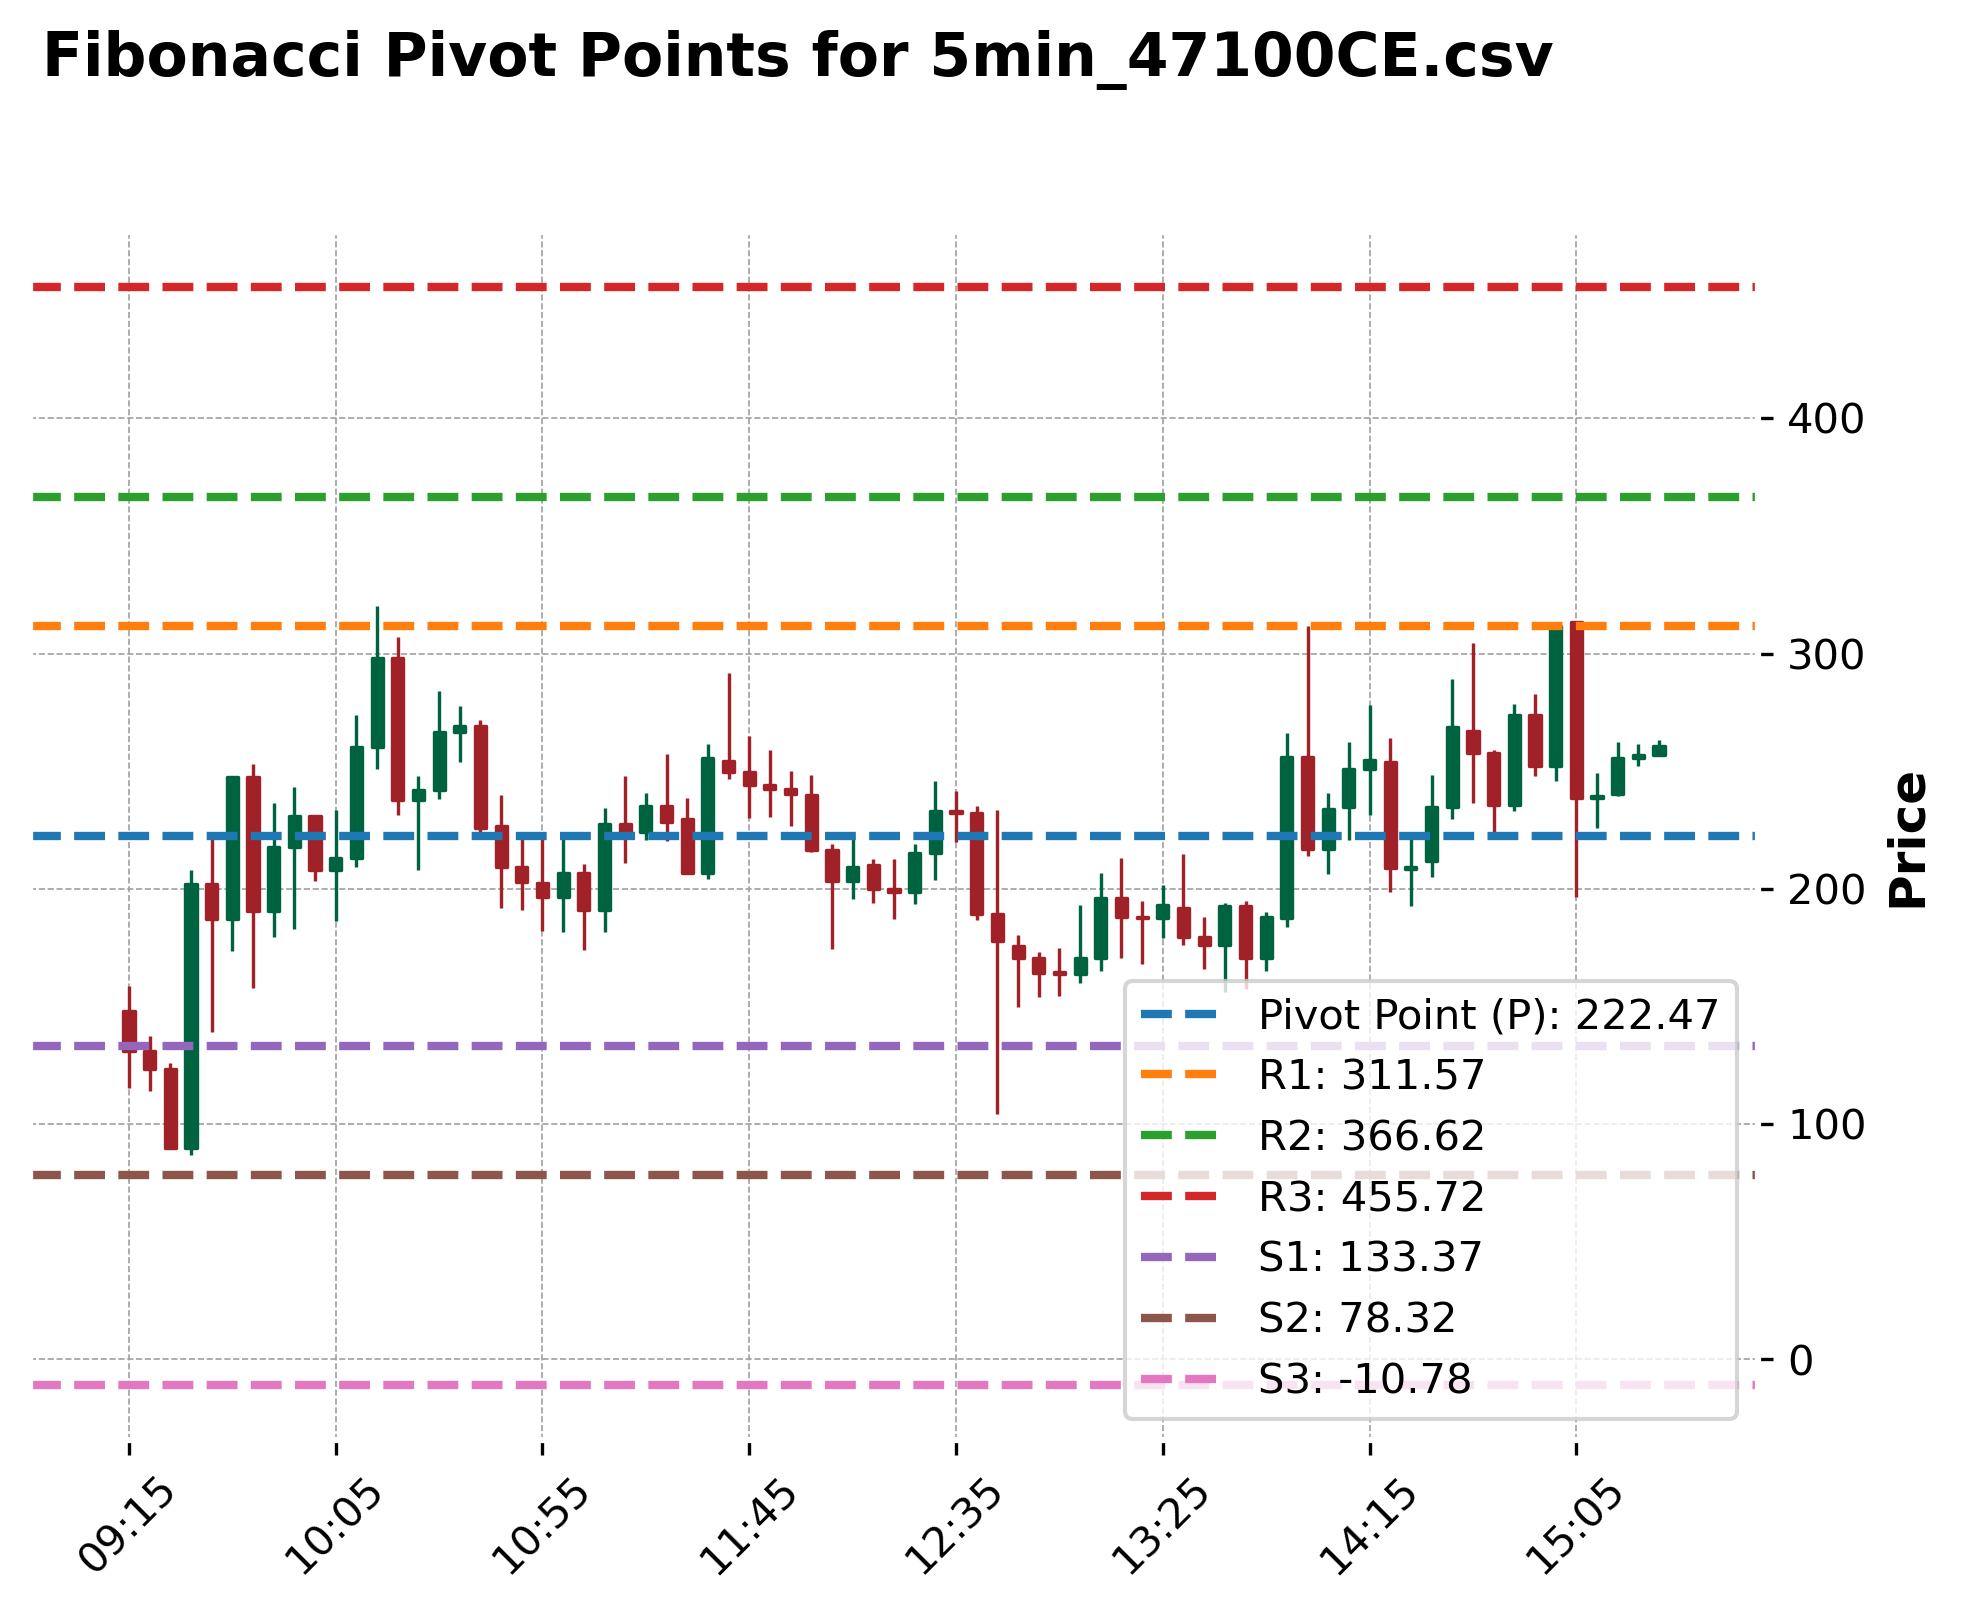 Fibonacci Pivot Points for 5min_47100CE.csv
400
300
200
100
0
Price
Pivot Point (P): 222.47
R1: 311.57
R2: 366.62
R3: 455.72
S1: 133.37
S2: 78.32
S3: -10.78
09:15
10:05
10:55
11:45
12:35
13:25
14:15
15:05